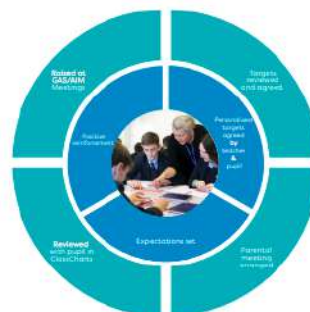 Raised at
GAS/AIM
Meetings
Targets
reviewed
and agreed
Positive
reinforcement
Personalised
targets
agreed
by
teacher
&
pupil
Expectations set
Reviewed
with pupil in
ClassCharts
Parental
meeting
arranged